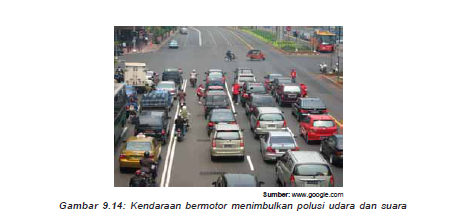 Sumber: www.google.com
Gambar 9.14: Kendaraan bermotor menimbulkan polusi udara dan suara